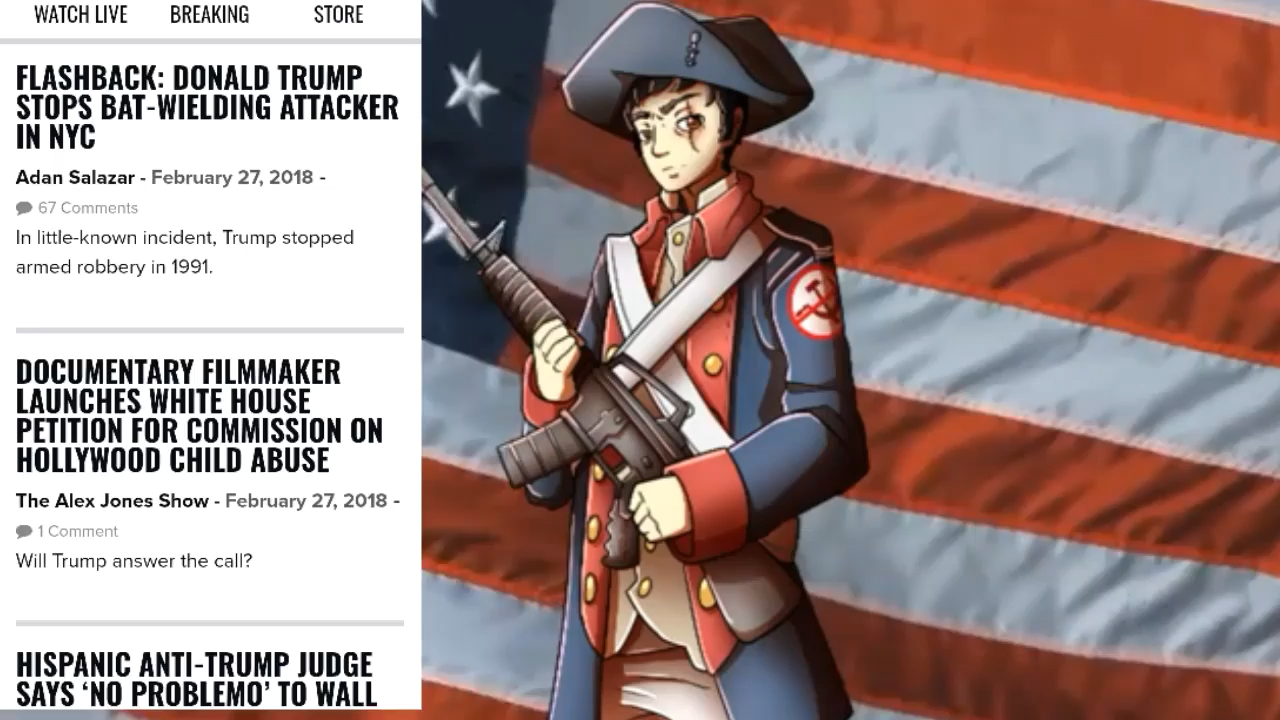 WATCH LIVE BREAKING STORE
FLASHBACK: DONALD TRUMP
STOPS BAT-WIELDING ATTACKER
IN NYC
Adan Salazar - February 27, 2018 -
67 Comments
In little-known incident, Trump stopped
armed robbery in 1991.
DOCUMENTARY FILMMAKER
LAUNCHES WHITE HOUSE
PETITION FOR COMMISSION ON
HOLLYWOOD CHILD ABUSE
The Alex Jones Show - February 27, 2018 -
1 Comment
Will Trump answer the call?
HISPANIC ANTI-TRUMP JUDGE
SAYS ‘NO PROBLEMO’ TO WALL